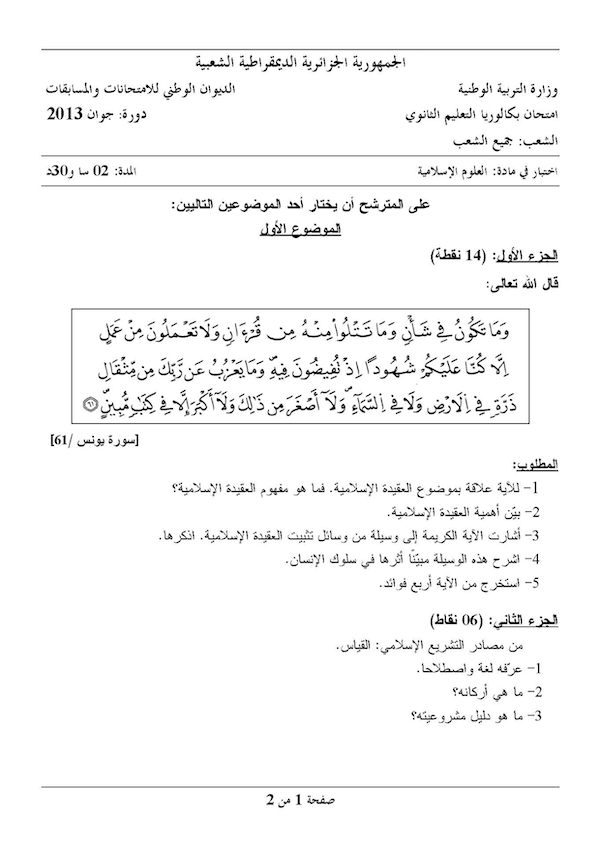 الجمهورية الجزائرية الديمقراطية الشعبية
وزارة التربية الوطنية
الديوان الوطني للامتحانات والمسابقات
امتحان بكالوريا التعليم الثانوي
دورة: جوان 2013
الشعب: جميع الشعب
اختبار في مادة: العلوم الإسلامية
المدة: 02 سا و30د
على المترشح أن يختار أحد الموضوعين التاليين:
الموضوع الأول
الجزء الأول: (14 نقطة)
قال الله تعالى:
وَمَا تَكُونُ فِي شَأْنٍ وَمَا تَتْلُوا مِنْهُ مِن قُرْءَانٍ وَلَا تَعْمَلُونَ مِنْ عَمَلٍ
اِلَّا كُنَّا عَلَيْكُمْ شُهُودًا اِذْ تُفِيضُونَ فِيهِ وَمَا يَعْزُبُ عَن رَّبِّكَ مِن مِّثْقَالِ
ذَرَّةٍ فِي اِلَارْضِ وَلَا فِي السَّمَآءِ وَلَآ أَصْغَرَ مِن ذَٰلِكَ وَلَآ أَكْبَرَ إِلَّا فِي كِتَٰبٍ مُّبِينٍ ٦١
[سورة يونس /61]
المطلوب:
1- للآية علاقة بموضوع العقيدة الإسلامية. فما هو مفهوم العقيدة الإسلامية؟
2- بيّن أهمية العقيدة الإسلامية.
3- أشارت الآية الكريمة إلى وسيلة من وسائل تثبيت العقيدة الإسلامية. اذكرها.
4- اشرح هذه الوسيلة مبيّنًا أثرها في سلوك الإنسان.
5- استخرج من الآية أربع فوائد.
الجزء الثاني: (06 نقاط)
من مصادر التشريع الإسلامي: القياس.
1- عرّفه لغة واصطلاحا.
2- ما هي أركانه؟
3- ما هو دليل مشروعيته؟
صفحة 1 من 2